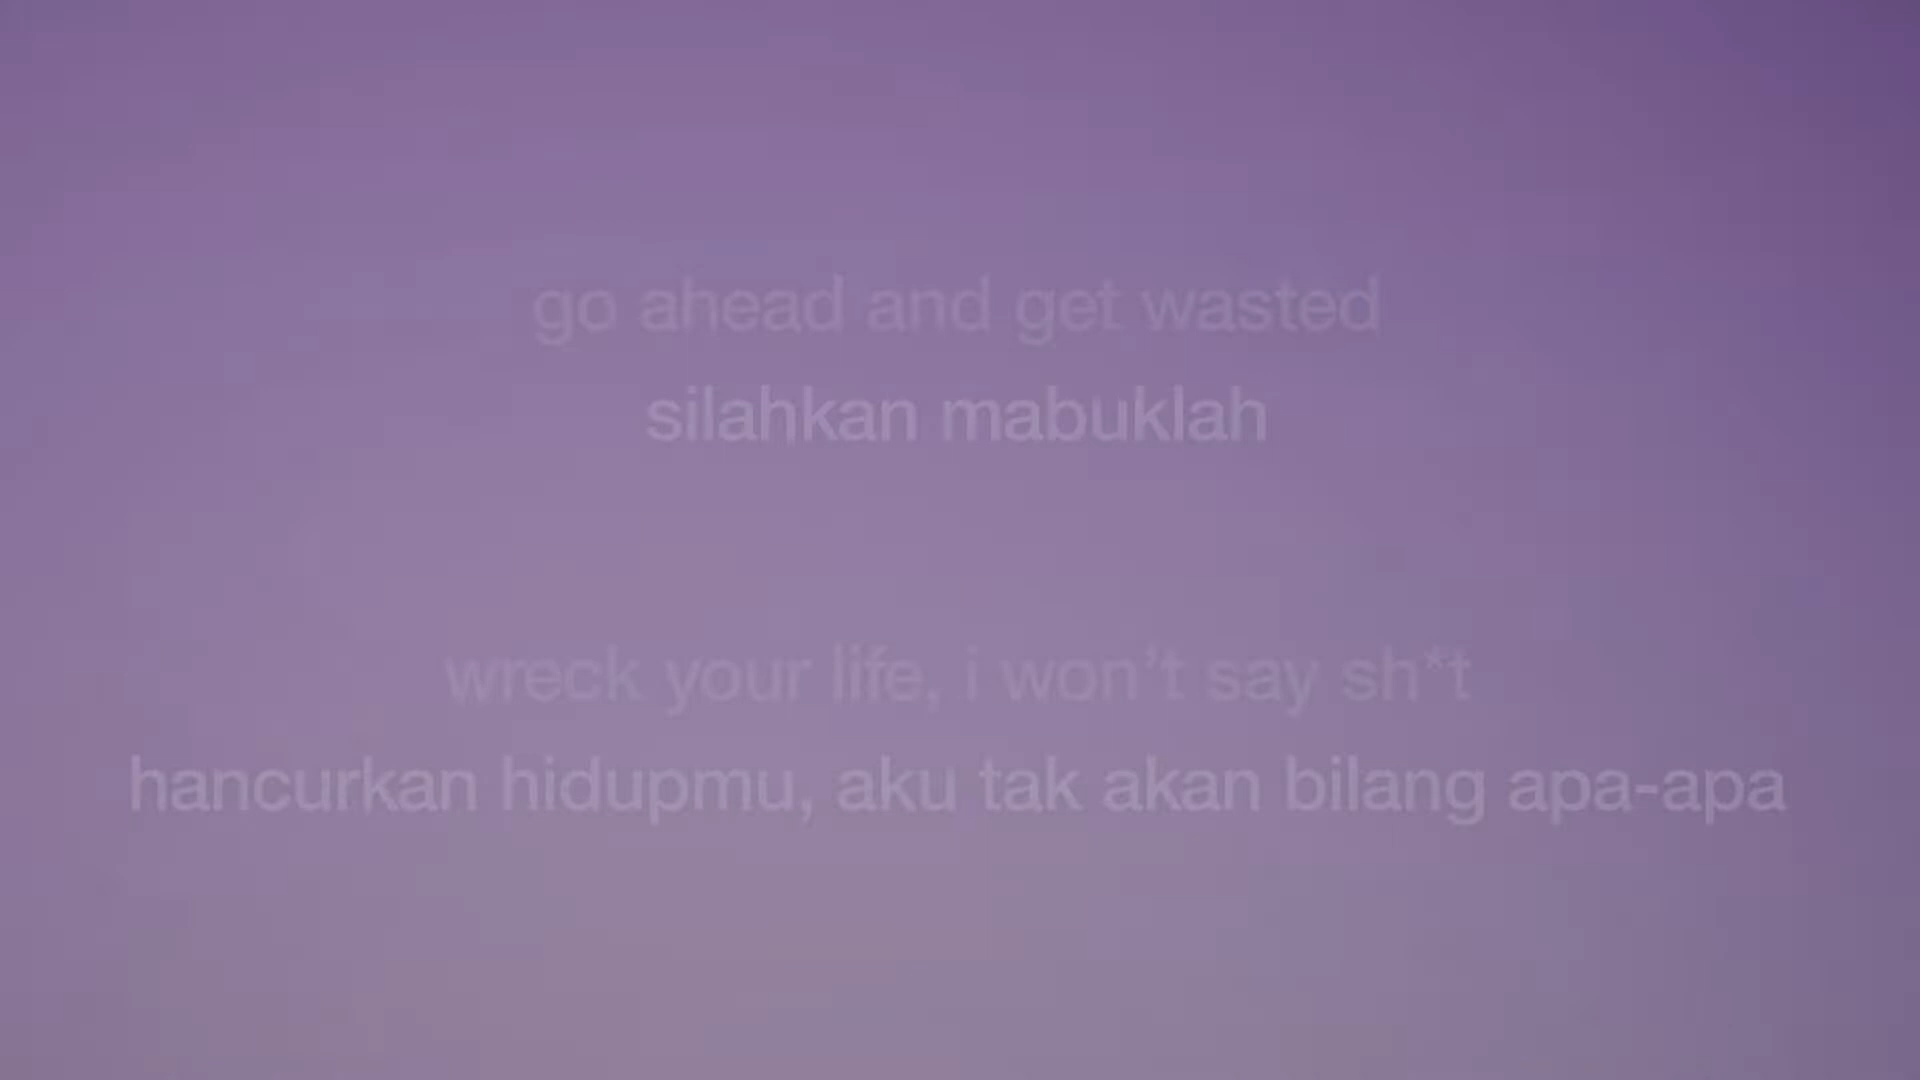 go ahead and get wasted
silahkan mabuklah
wreck your life, i won't say sh*t
hancurkan hidupmu, aku tak akan bilang apa-apa